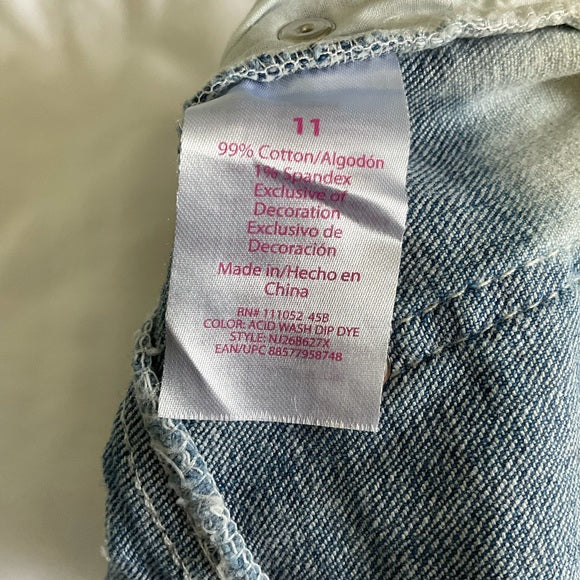 11
99% Cotton/Algodón
1% Spandex
Exclusive of
Decoration
Exclusivo de
Decoración
Made in/Hecho en
China
RN# 111052 45B
COLOR: ACID WASH DIP DYE
STYLE: NJ26B627X
EAN/UPC 88577958748